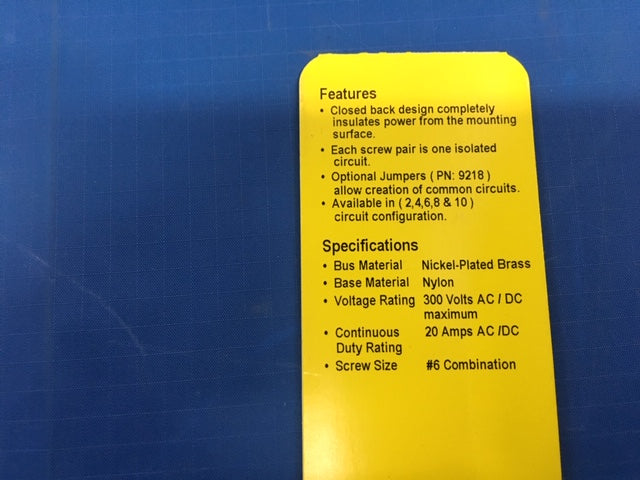 Features
• Closed back design completely
insulates power from the mounting
surface.
• Each screw pair is one isolated
circuit.
• Optional Jumpers ( PN: 9218 )
allow creation of common circuits.
• Available in ( 2,4,6,8 & 10 )
circuit configuration.
Specifications
• Bus Material Nickel-Plated Brass
• Base Material Nylon
• Voltage Rating 300 Volts AC / DC
maximum
• Continuous 20 Amps AC /DC
Duty Rating
• Screw Size #6 Combination